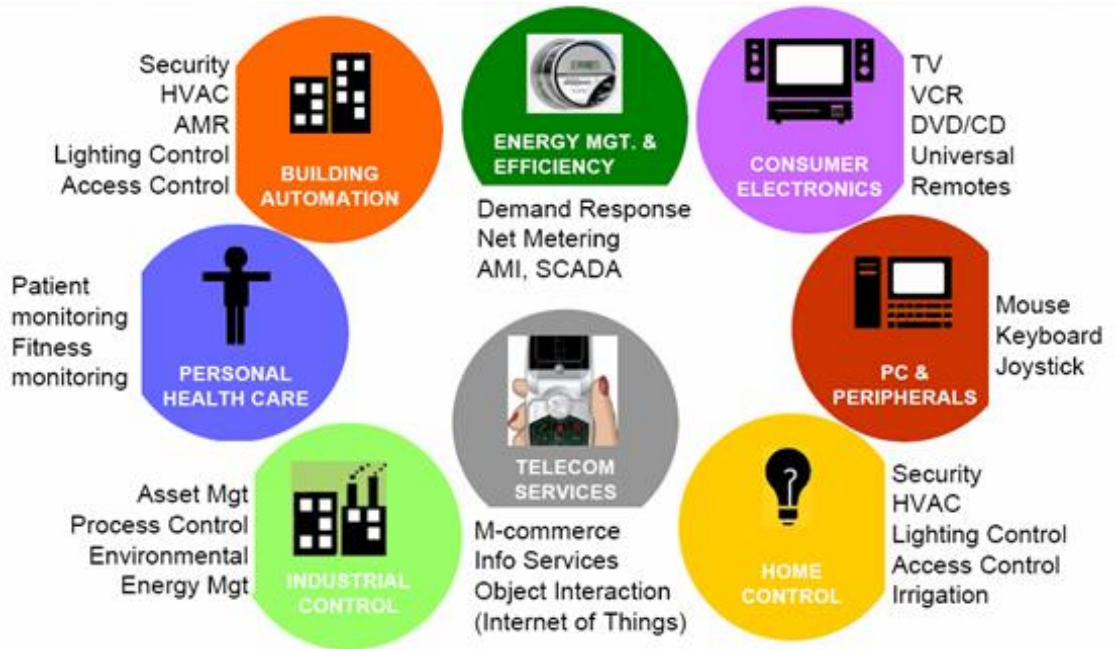 Security
HVAC
AMR
Lighting Control
Access Control
BUILDING
AUTOMATION
ENERGY MGT. &
EFFICIENCY
Demand Response
Net Metering
AMI, SCADA
CONSUMER
ELECTRONICS
TV
VCR
DVD/CD
Universal
Remotes
Patient
monitoring
Fitness
monitoring
PERSONAL
HEALTH CARE
PC &
PERIPHERALS
Mouse
Keyboard
Joystick
Asset Mgt
Process Control
Environmental
Energy Mgt
INDUSTRIAL
CONTROL
TELECOM
SERVICES
M-commerce
Info Services
Object Interaction
(Internet of Things)
?
HOME
CONTROL
Security
HVAC
Lighting Control
Access Control
Irrigation